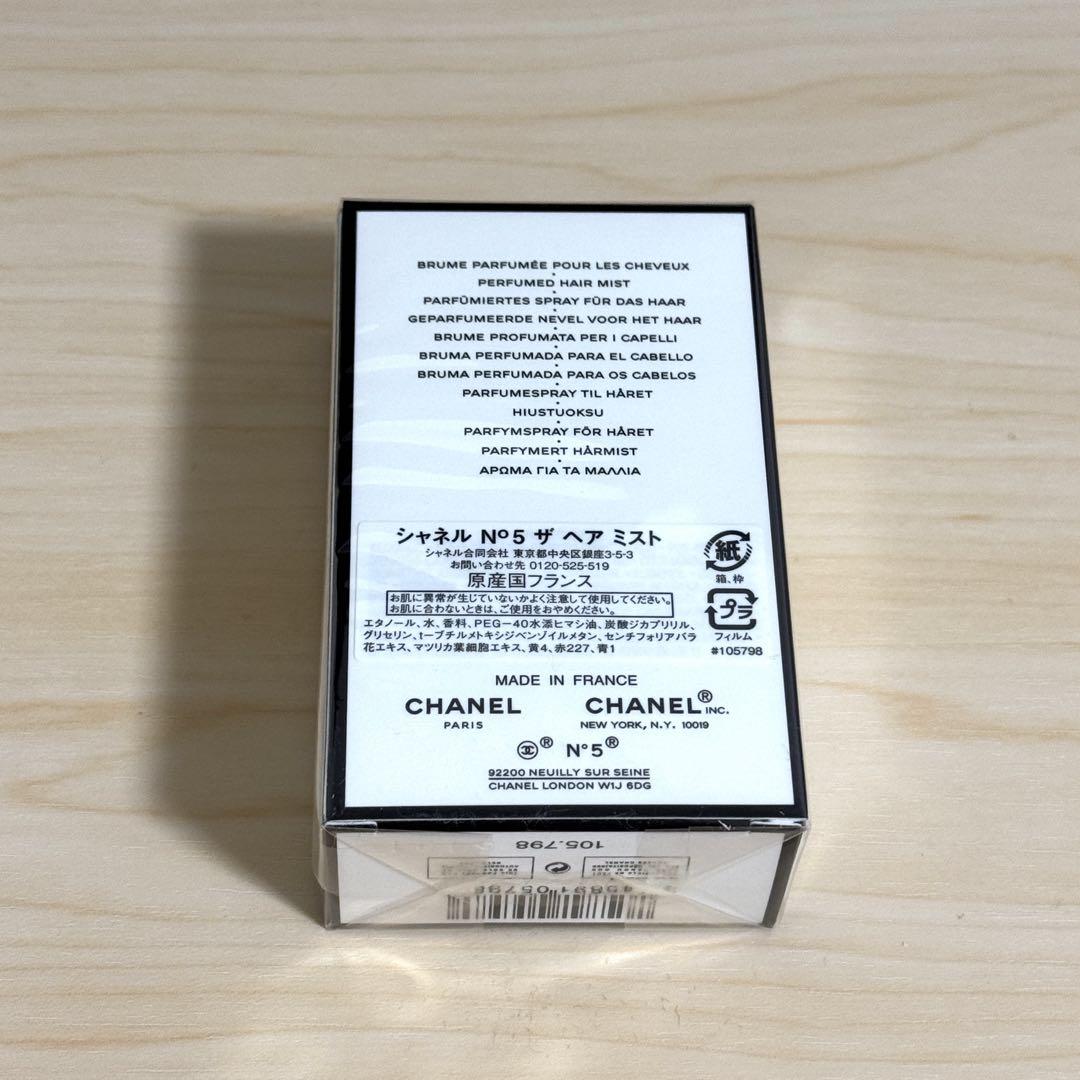 BRUME PARFUMÉE POUR LES CHEVEUX
PERFUMED HAIR MIST
PARFÜMIERTES SPRAY FÜR DAS HAAR
GEPARFUMEERDE NEVEL VOOR HET HAAR
BRUME PROFUMATA PER I CAPELLI
BRUMA PERFUMADA PARA EL CABELLO
BRUMA PERFUMADA PARA OS CABELOS
PARFUMESPRAY TIL HÅRET
HIUSTUOKSU
PARFYMSPRAY FÖR HÅRET
PARFYMERT HÅRMIST
ΑΡΩΜΑ ΓΙΑ ΤΑ ΜΑΛΛΙΑ
シャネル Nº5 ザ ヘア ミスト
シャネル合同会社 東京都中央区銀座3-5-3
お問い合わせ先 0120-525-519
原産国フランス
お肌に異常が生じていないかよく注意して使用してください。
お肌に合わないときは、ご使用をおやめください。
エタノール、水、香料、PEG-40水添ヒマシ油、炭酸ジカプリリル、
グリセリン、t-ブチルメトキシジベンゾイルメタン、センチフォリアバラ
花エキス、マツリカ葉細胞エキス、黄4、赤227、青1
紙
箱、枠
プラ
フィルム
#105798
MADE IN FRANCE
CHANEL
PARIS
CHANEL® INC.
NEW YORK, N.Y. 10019
® N°5®
92200 NEUILLY SUR SEINE
CHANEL LONDON W1J 6DG
105.798